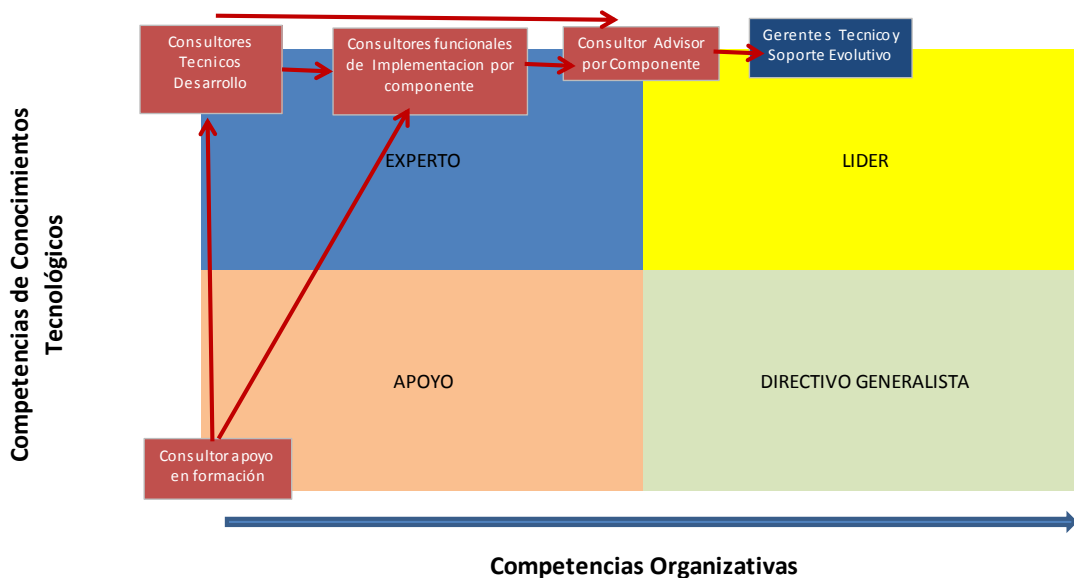 Consultores
Tecnicos
Desarrollo
Consultores funcionales
de Implementacion por
componente
Consultor Advisor
por Componente
Gerentes Tecnico y
Soporte Evolutivo
EXPERTO
LIDER
APOYO
DIRECTIVO GENERALISTA
Consultor apoyo
en formación
Competencias de Conocimientos
Tecnológicos
Competencias Organizativas